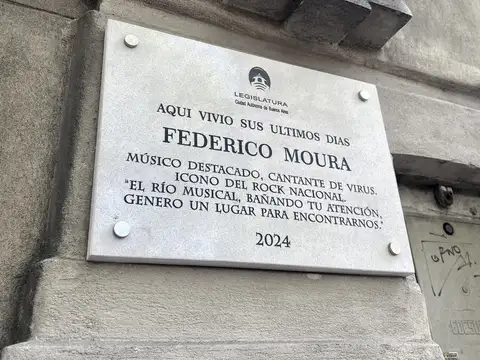 LEGISLATURA
Ciudad Autónoma de Buenos Aires
AQUI VIVIO SUS ULTIMOS DIAS
FEDERICO MOURA
MÚSICO DESTACADO, CANTANTE DE VIRUS.
ICONO DEL ROCK NACIONAL.
"EL RÍO MUSICAL, BAÑANDO TU ATENCIÓN,
GENERO UN LUGAR PARA ENCONTRARNOS."
2024